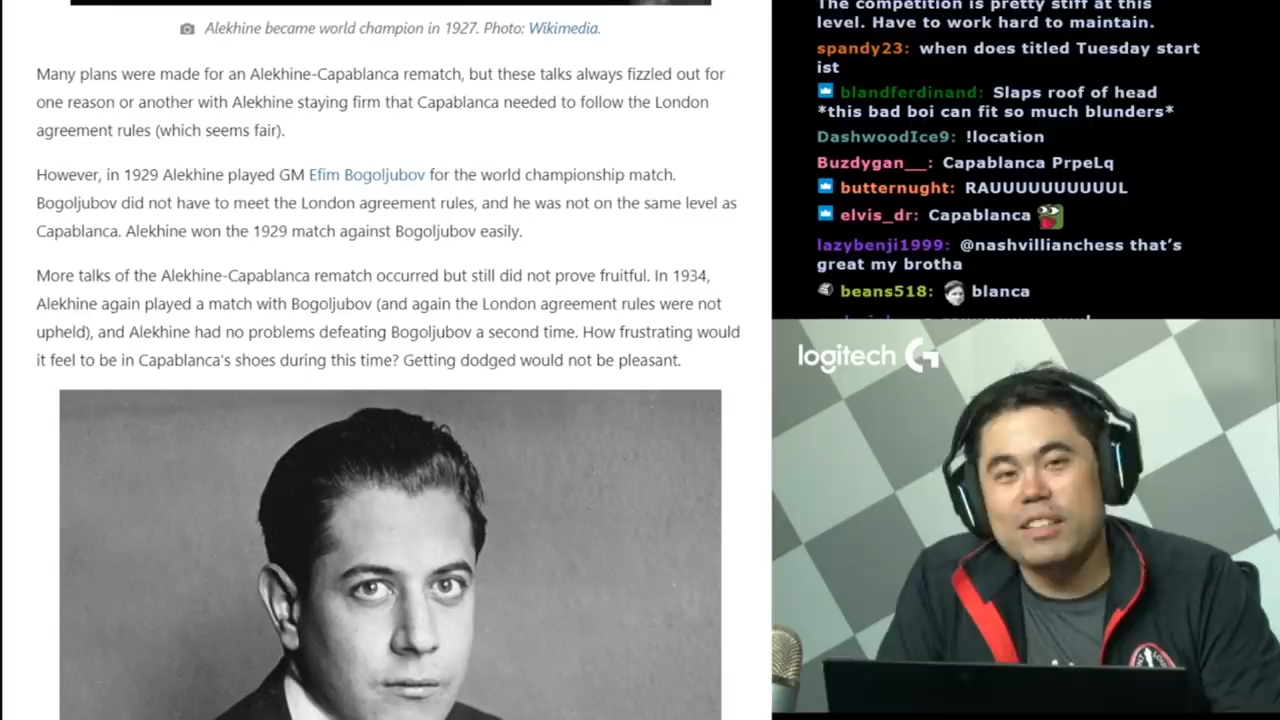 Alekhine became world champion in 1927. Photo: Wikimedia.
Many plans were made for an Alekhine-Capablanca rematch, but these talks always fizzled out for
one reason or another with Alekhine staying firm that Capablanca needed to follow the London
agreement rules (which seems fair).
However, in 1929 Alekhine played GM Efim Bogoljubov for the world championship match.
Bogoljubov did not have to meet the London agreement rules, and he was not on the same level as
Capablanca. Alekhine won the 1929 match against Bogoljubov easily.
More talks of the Alekhine-Capablanca rematch occurred but still did not prove fruitful. In 1934,
Alekhine again played a match with Bogoljubov (and again the London agreement rules were not
upheld), and Alekhine had no problems defeating Bogoljubov a second time. How frustrating would
it feel to be in Capablanca's shoes during this time? Getting dodged would not be pleasant.
The competition is pretty stiff at this
level. Have to work hard to maintain.
spandy23: when does titled Tuesday start
ist
blandferdinand: Slaps roof of head
*this bad boi can fit so much blunders*
DashwoodIce9: !location
Buzdygan__: Capablanca PrpeLq
butternught: RAUUUUUUUUUUL
elvis_dr: Capablanca
lazybenji1999: @nashvillianchess that's
great my brotha
beans518: blanca
logitech G